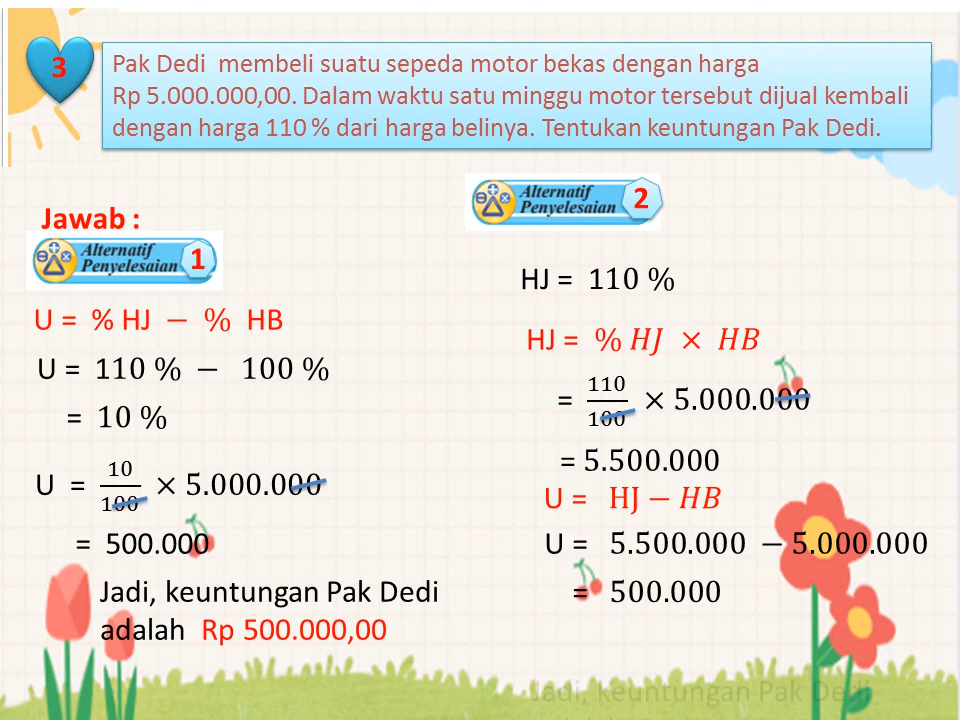 3
Pak Dedi membeli suatu sepeda motor bekas dengan harga
Rp 5.000.000,00. Dalam waktu satu minggu motor tersebut dijual kembali
dengan harga 110 % dari harga belinya. Tentukan keuntungan Pak Dedi.
Jawab :
Alternatif
Penyelesaian 1
U = % HJ − % HB
U = 110 % − 100 %
= 10 %
U = 10/100 × 5.000.000
= 500.000
Jadi, keuntungan Pak Dedi
adalah Rp 500.000,00
Alternatif
Penyelesaian 2
HJ = 110 %
HJ = % HJ × HB
= 110/100 × 5.000.000
= 5.500.000
U = HJ − HB
U = 5.500.000 − 5.000.000
= 500.000
Jadi, keuntungan Pak Dedi